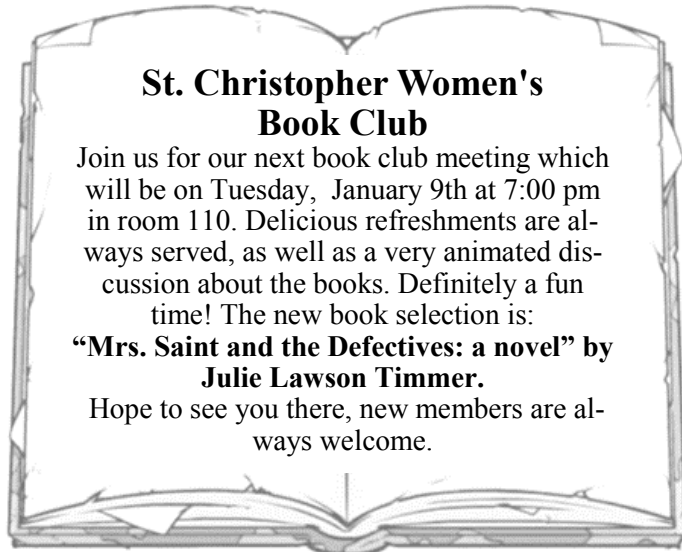 St. Christopher Women's
Book Club
Join us for our next book club meeting which
will be on Tuesday,  January 9th at 7:00 pm
in room 110. Delicious refreshments are al-
ways served, as well as a very animated dis-
cussion about the books. Definitely a fun
time! The new book selection is:
“Mrs. Saint and the Defectives: a novel” by
Julie Lawson Timmer.
Hope to see you there, new members are al-
ways welcome.